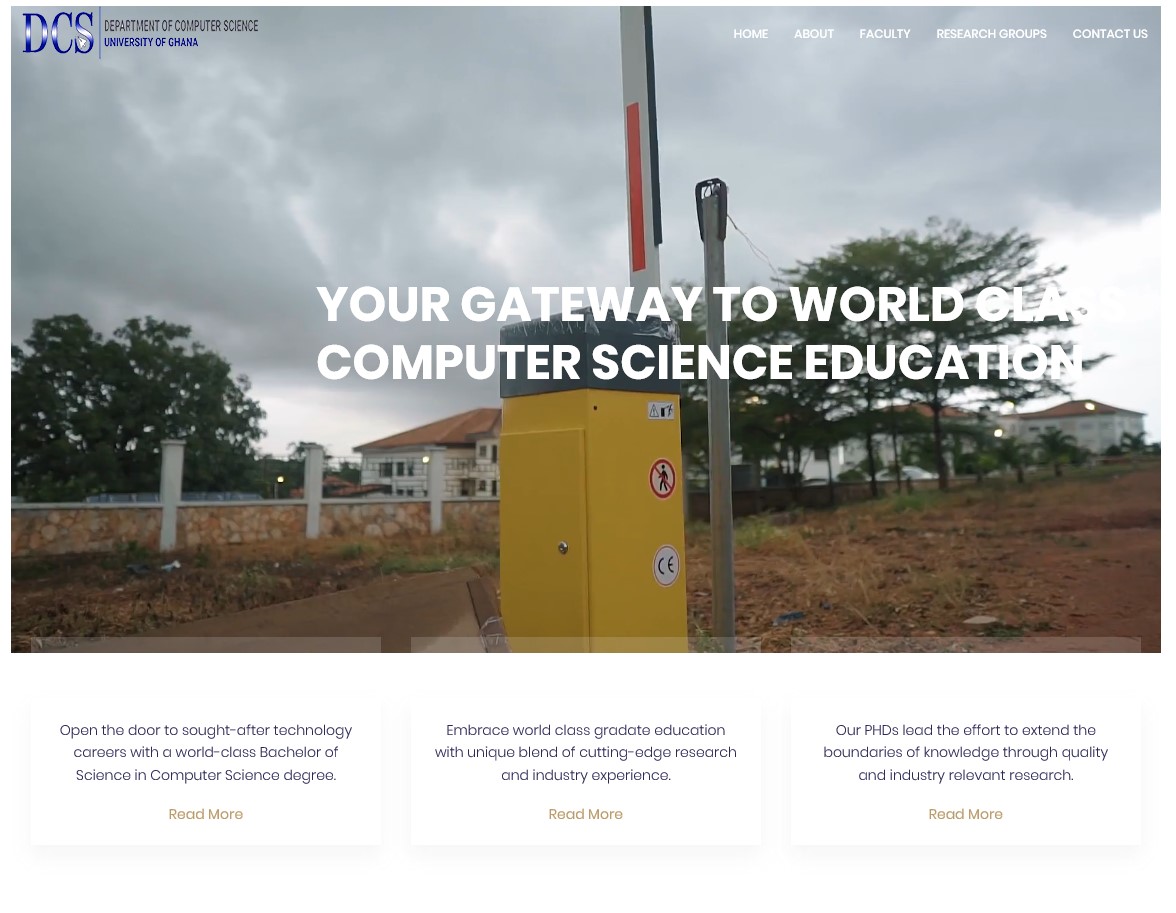 DCS
DEPARTMENT OF COMPUTER SCIENCE
UNIVERSITY OF GHANA
HOME ABOUT FACULTY RESEARCH GROUPS CONTACT US
YOUR GATEWAY TO WORLD CLASS
COMPUTER SCIENCE EDUCATION
CE
Open the door to sought-after technology
careers with a world-class Bachelor of
Science in Computer Science degree.
Read More
Embrace world class gradate education
with unique blend of cutting-edge research
and industry experience.
Read More
Our PHDs lead the effort to extend the
boundaries of knowledge through quality
and industry relevant research.
Read More